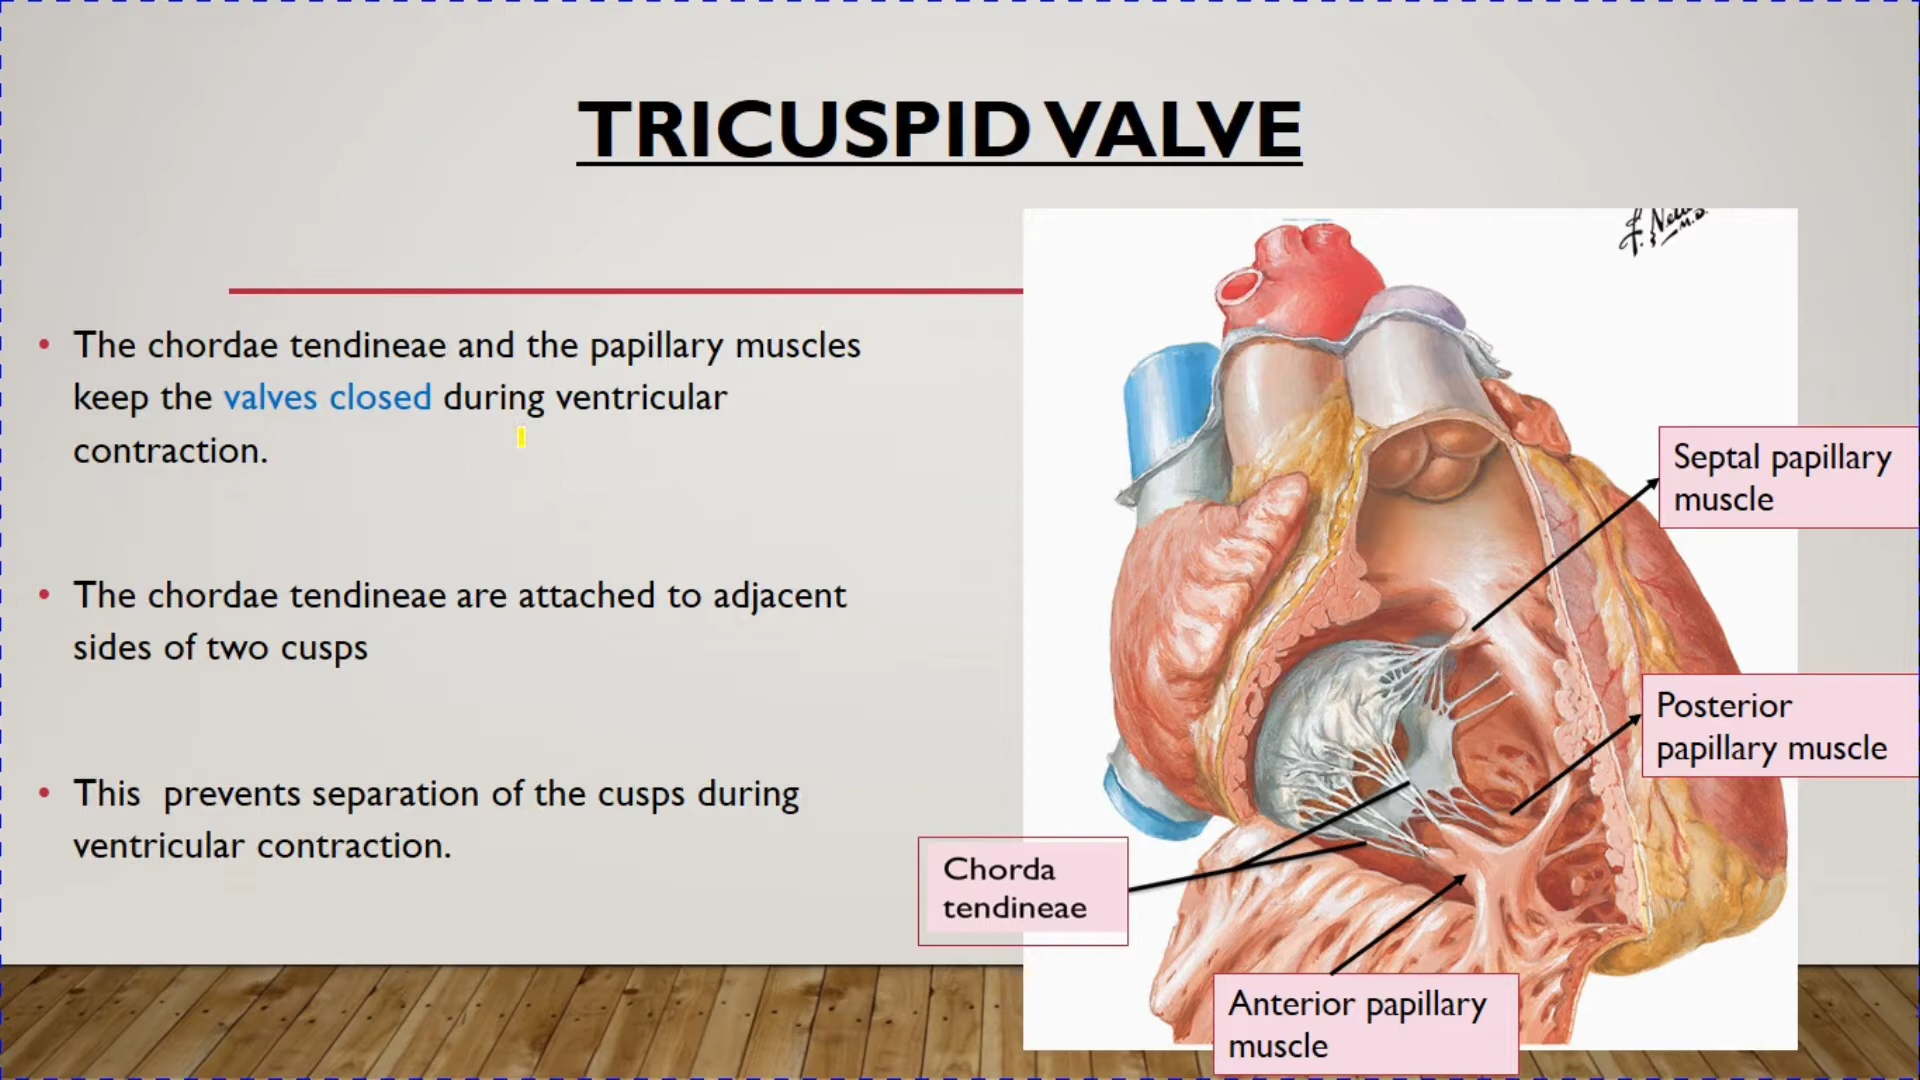 TRICUSPID VALVE
• The chordae tendineae and the papillary muscles
keep the valves closed during ventricular
contraction.
• The chordae tendineae are attached to adjacent
sides of two cusps
• This prevents separation of the cusps during
ventricular contraction.
Septal papillary
muscle
Posterior
papillary muscle
Chorda
tendineae
Anterior papillary
muscle